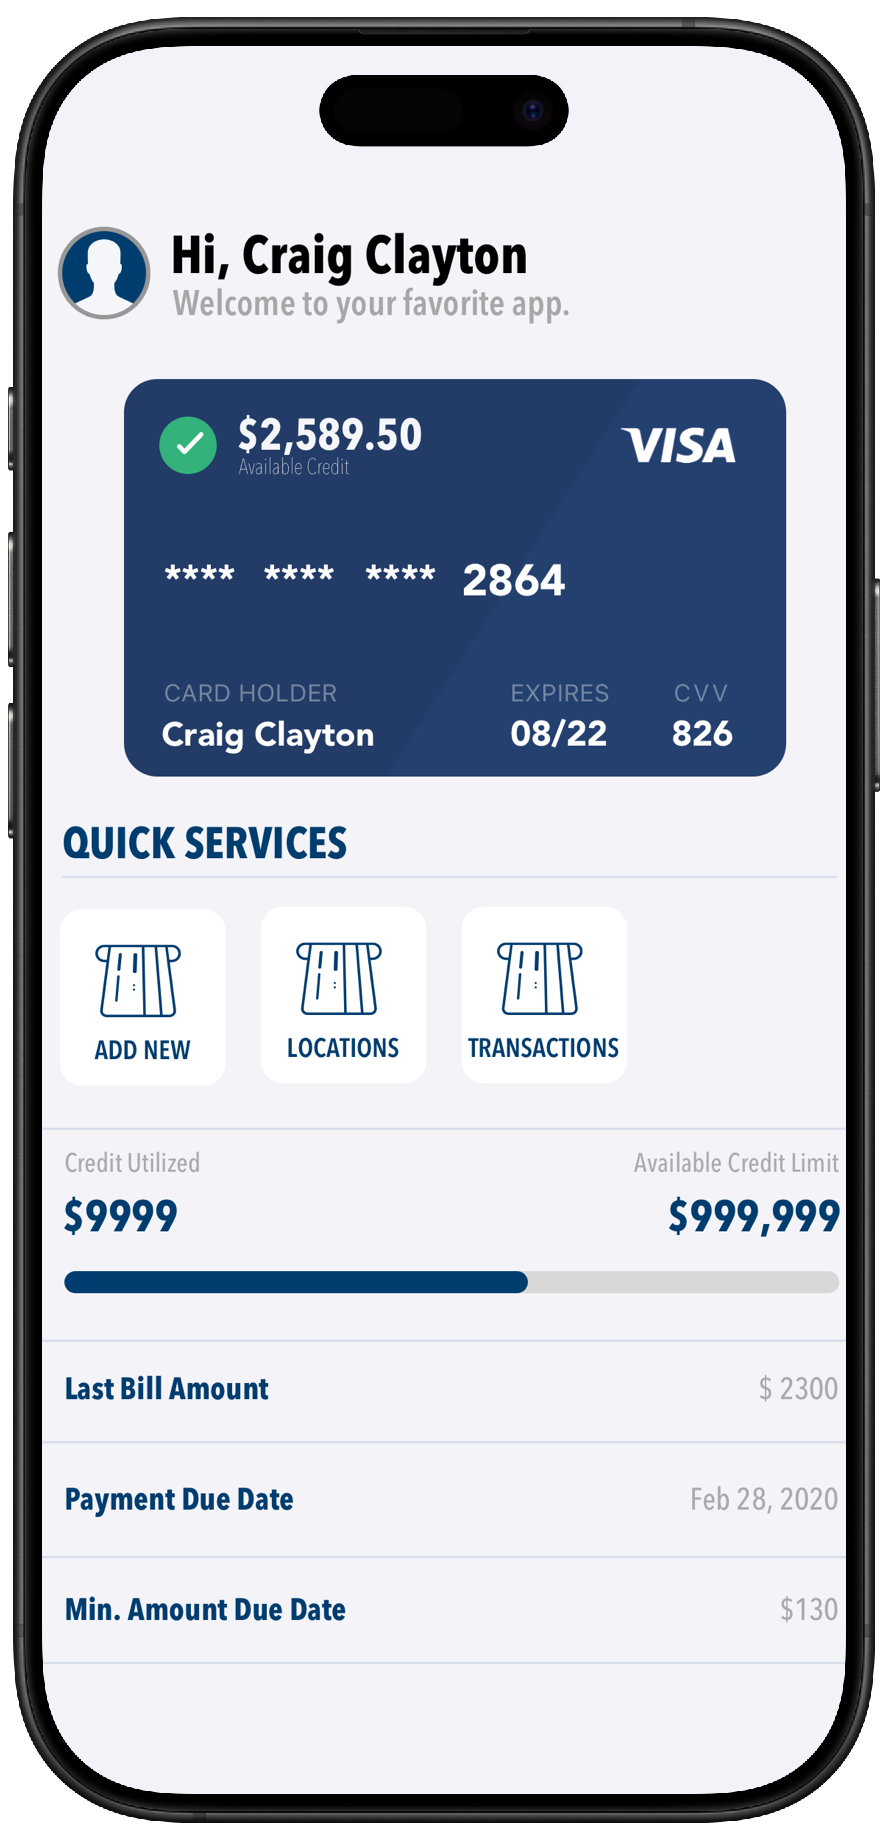 Hi, Craig Clayton
Welcome to your favorite app.
$2,589.50
Available Credit
VISA
**** **** **** 2864
CARD HOLDER EXPIRES CVV
Craig Clayton 08/22 826
QUICK SERVICES
ADD NEW LOCATIONS TRANSACTIONS
Credit Utilized Available Credit Limit
$9999 $999,999
Last Bill Amount $ 2300
Payment Due Date Feb 28, 2020
Min. Amount Due Date $130